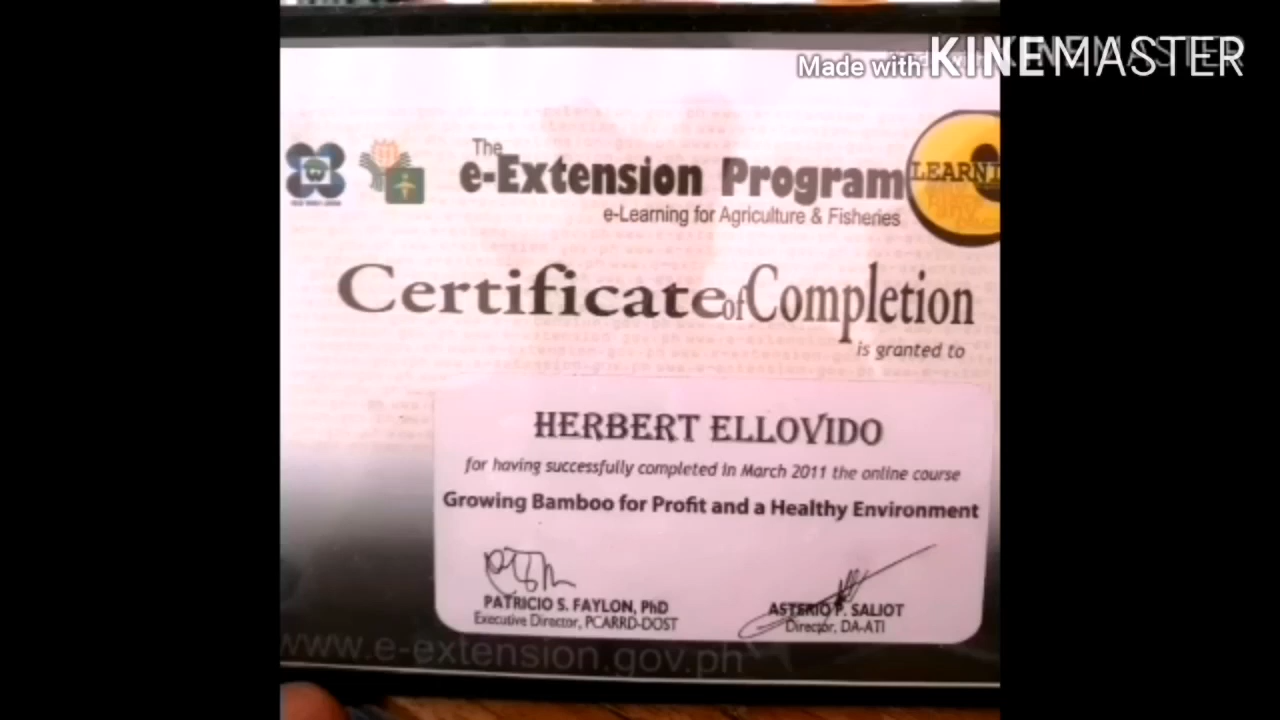 Made with KINEMASTER
The
e-Extension Program
e-Learning for Agriculture & Fisheries
LEARNI
Certificate of Completion
is granted to
HERBERT ELLOVIDO
for having successfully completed in March 2011 the online course
Growing Bamboo for Profit and a Healthy Environment
PATRICIO S. FAYLON, PhD
Executive Director, PCARRD-DOST
ASTERIO P. SALIOT
Director, DA-ATI
www.e-extension.gov.ph